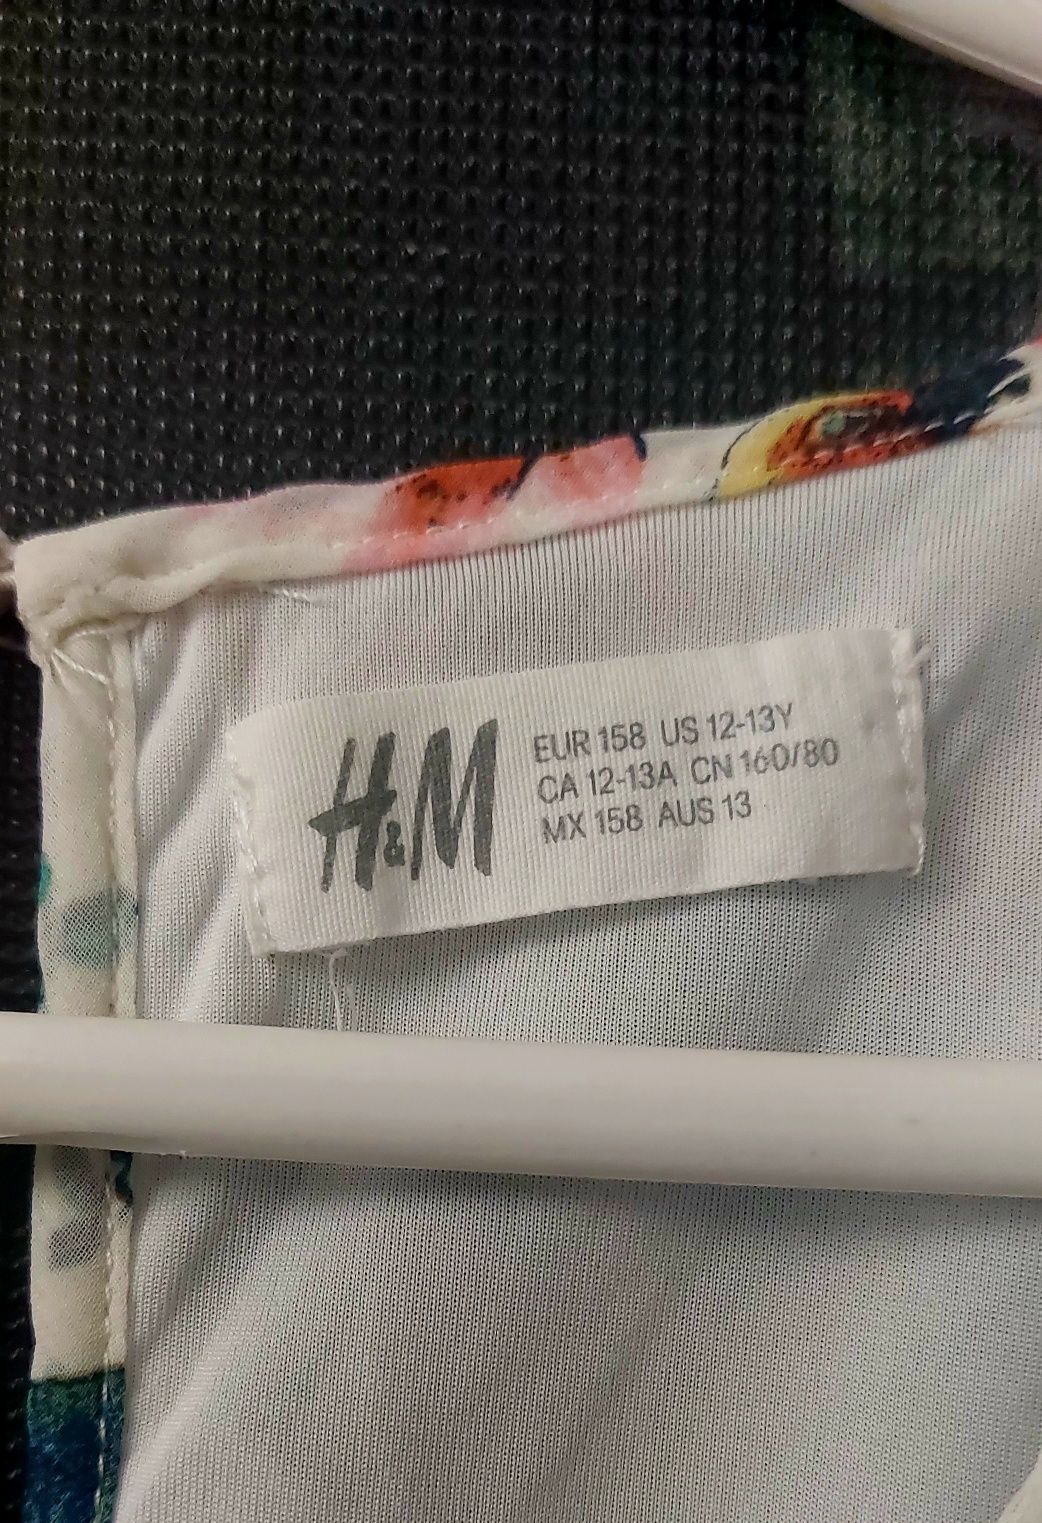 H&M
EUR 158 US 12-13Y
CA 12-13A CN 160/80
MX 158 AUS 13